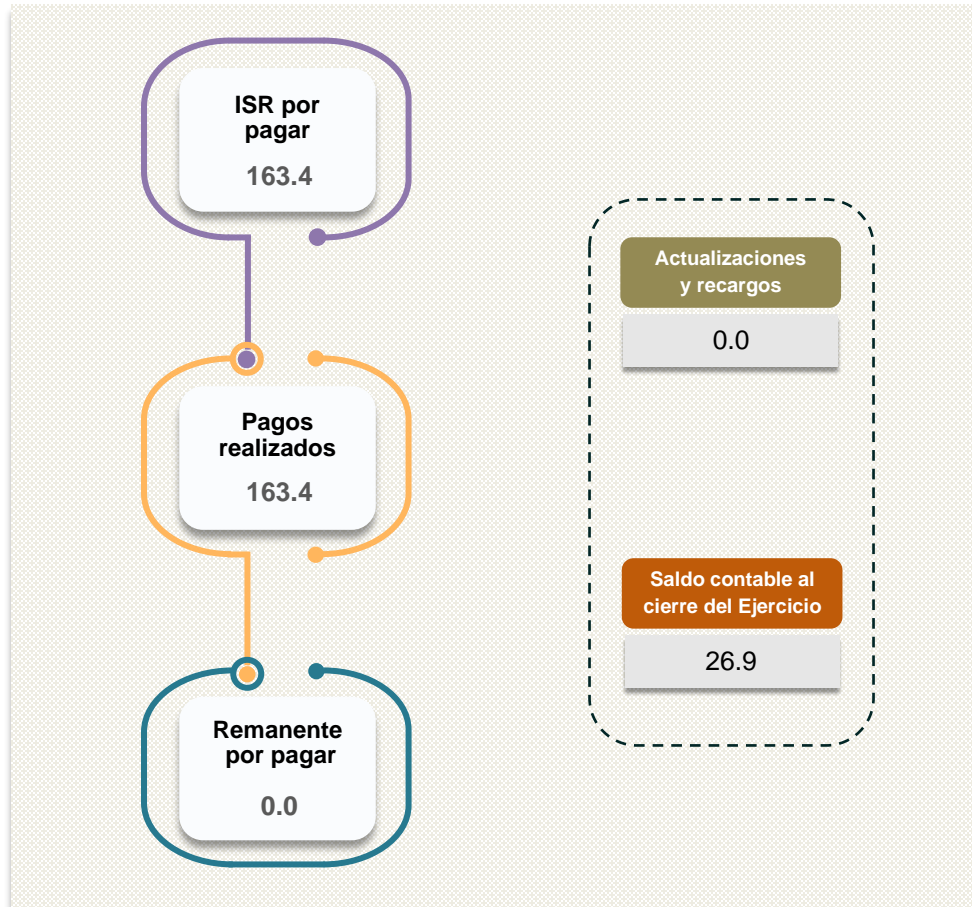 ISR por
pagar
163.4
Pagos
realizados
163.4
Remanente
por pagar
0.0
Actualizaciones
y recargos
0.0
Saldo contable al
cierre del Ejercicio
26.9